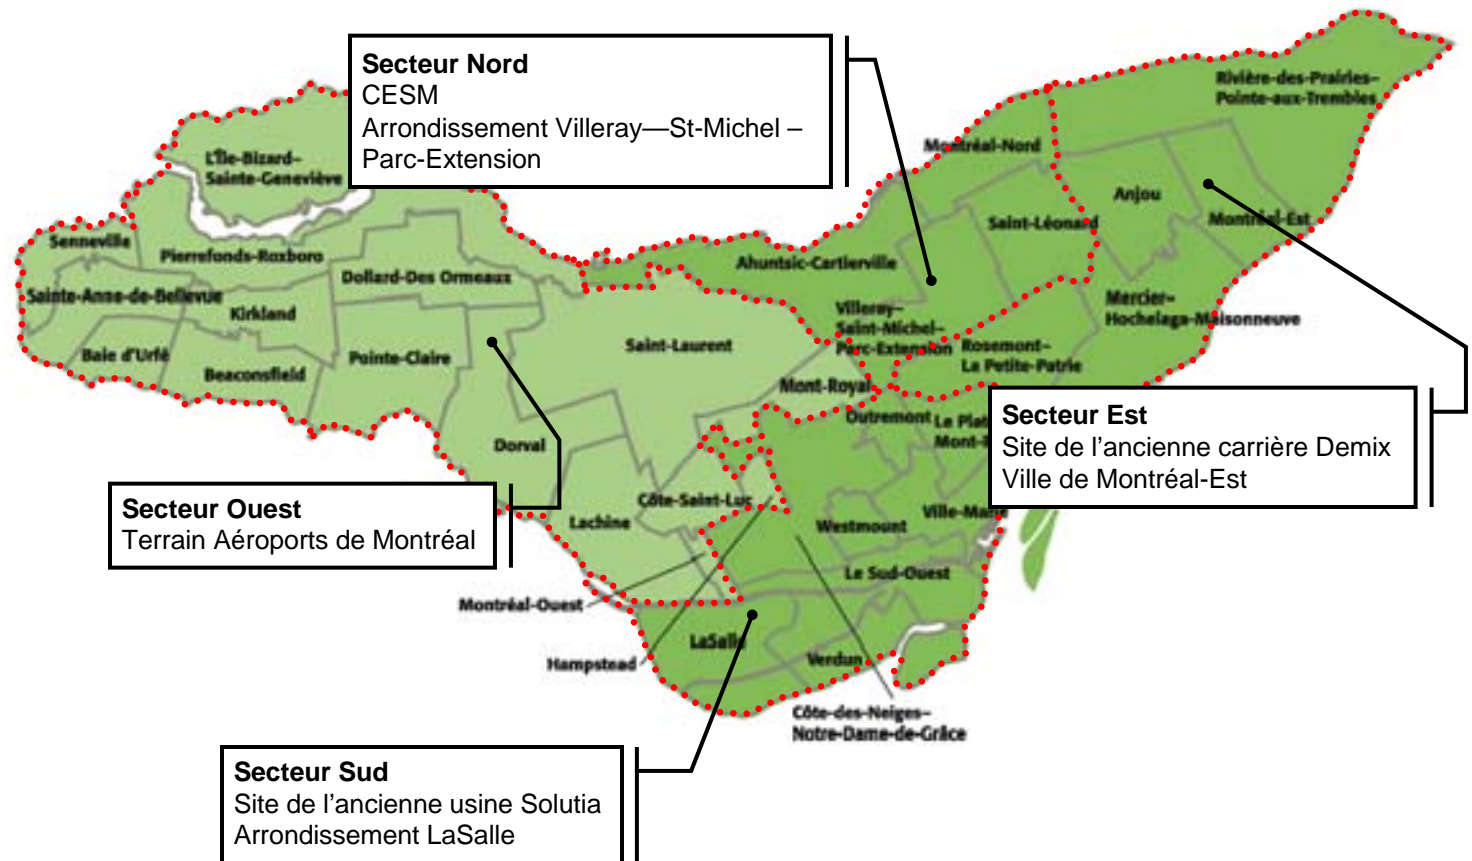 Secteur Nord
CESM
Arrondissement Villeray—St-Michel –
Parc-Extension
Rivière-des-Prairies–
Pointe-aux-Trembles
Montréal-Nord
L'Île-Bizard–
Sainte-Geneviève
Anjou
Saint-Léonard
Montréal-Est
Senneville
Pierrefonds-Roxboro
Ahuntsic-Cartierville
Dollard-Des Ormeaux
Sainte-Anne-de-Bellevue
Kirkland
Mercier–
Hochelaga-Maisonneuve
Villeray–
Saint-Michel–
Parc-Extension
Saint-Laurent
Rosemont–
La Petite-Patrie
Baie d'Urfé
Pointe-Claire
Beaconsfield
Mont-Royal
Outremont
La Plat
Mont-
Secteur Est
Site de l’ancienne carrière Demix
Ville de Montréal-Est
Dorval
Secteur Ouest
Terrain Aéroports de Montréal
Côte-Saint-Luc
Lachine
Westmount
Ville-Marie
Le Sud-Ouest
Montréal-Ouest
LaSalle
Hampstead
Verdun
Côte-des-Neiges–
Notre-Dame-de-Grâce
Secteur Sud
Site de l’ancienne usine Solutia
Arrondissement LaSalle